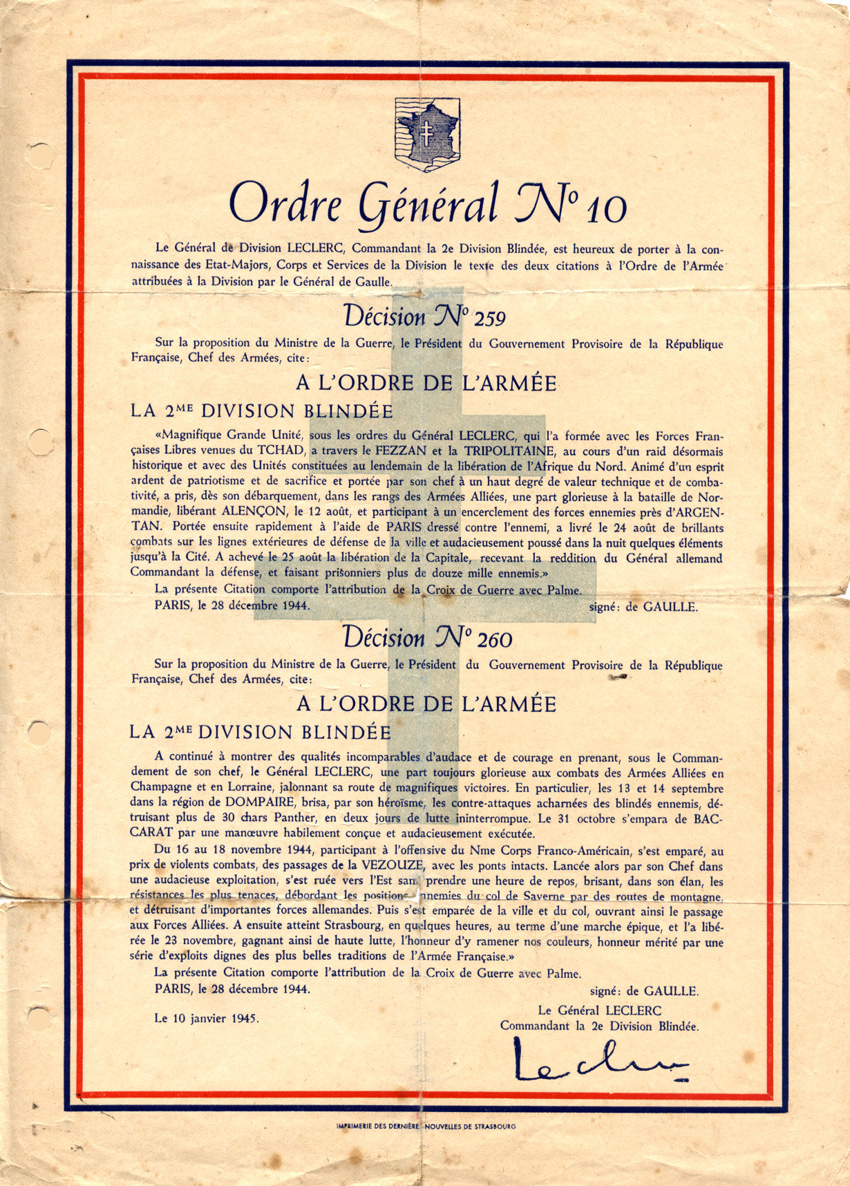 Ordre Général Nº 10
Le Général de Division LECLERC, Commandant la 2e Division Blindée, est heureux de porter à la con-
naissance des Etat-Majors, Corps et Services de la Division le texte des deux citations à l'Ordre de l'Armée
attribuées à la Division par le Général de Gaulle.
Décision Nº 259
Sur la proposition du Ministre de la Guerre, le Président du Gouvernement Provisoire de la République
Française, Chef des Armées, cite:
A L'ORDRE DE L'ARMÉE
LA 2ME DIVISION BLINDÉE
«Magnifique Grande Unité, sous les ordres du Général LECLERC, qui l'a formée avec les Forces Fran-
çaises Libres venues du TCHAD, a travers le FEZZAN et la TRIPOLITAINE, au cours d'un raid désormais
historique et avec des Unités constituées au lendemain de la libération de l'Afrique du Nord. Animé d'un esprit
ardent de patriotisme et de sacrifice et portée par son chef à un haut degré de valeur technique et de comba-
tivité, a pris, dès son débarquement, dans les rangs des Armées Alliées, une part glorieuse à la bataille de Nor-
mandie, libérant ALENÇON, le 12 août, et participant à un encerclement des forces ennemies près d'ARGEN-
TAN. Portée ensuite rapidement à l'aide de PARIS dressé contre l'ennemi, a livré le 24 août de brillants
combats sur les lignes extérieures de défense de la ville et audacieusement poussé dans la nuit quelques éléments
jusqu'à la Cité. A achevé le 25 août la libération de la Capitale, recevant la reddition du Général allemand
Commandant la défense, et faisant prisonniers plus de douze mille ennemis.»
La présente Citation comporte l'attribution de la Croix de Guerre avec Palme.
PARIS, le 28 décembre 1944. signé: de GAULLE.
Décision Nº 260
Sur la proposition du Ministre de la Guerre, le Président du Gouvernement Provisoire de la République
Française, Chef des Armées, cite:
A L'ORDRE DE L'ARMÉE
LA 2ME DIVISION BLINDÉE
A continué à montrer des qualités incomparables d'audace et de courage en prenant, sous le Comman-
dement de son chef, le Général LECLERC, une part toujours glorieuse aux combats des Armées Alliées en
Champagne et en Lorraine, jalonnant sa route de magnifiques victoires. En particulier, les 13 et 14 septembre
dans la région de DOMPAIRE, brisa, par son héroïsme, les contre-attaques acharnées des blindés ennemis, dé-
truisant plus de 30 chars Panther, en deux jours de lutte ininterrompue. Le 31 octobre s'empara de BAC-
CARAT par une manœuvre habilement conçue et audacieusement exécutée.
Du 16 au 18 novembre 1944, participant à l'offensive du Nme Corps Franco-Américain, s'est emparé, au
prix de violents combats, des passages de la VEZOUZE, avec les ponts intacts. Lancée alors par son Chef dans
une audacieuse exploitation, s'est ruée vers l'Est sans prendre une heure de repos, brisant, dans son élan, les
résistances les plus tenaces, débordant les positions ennemies du col de Saverne par des routes de montagne,
et détruisant d'importantes forces allemandes. Puis s'est emparée de la ville et du col, ouvrant ainsi le passage
aux Forces Alliées. A ensuite atteint Strasbourg, en quelques heures, au terme d'une marche épique, et l'a libé-
rée le 23 novembre, gagnant ainsi de haute lutte, l'honneur d'y ramener nos couleurs, honneur mérité par une
série d'exploits dignes des plus belles traditions de l'Armée Française.»
La présente Citation comporte l'attribution de la Croix de Guerre avec Palme.
PARIS, le 28 décembre 1944. signé: de GAULLE.
Le Général LECLERC
Le 10 janvier 1945. Commandant la 2e Division Blindée.
Leclerc
IMPRIMERIE DES DERNIÈRES NOUVELLES DE STRASBOURG